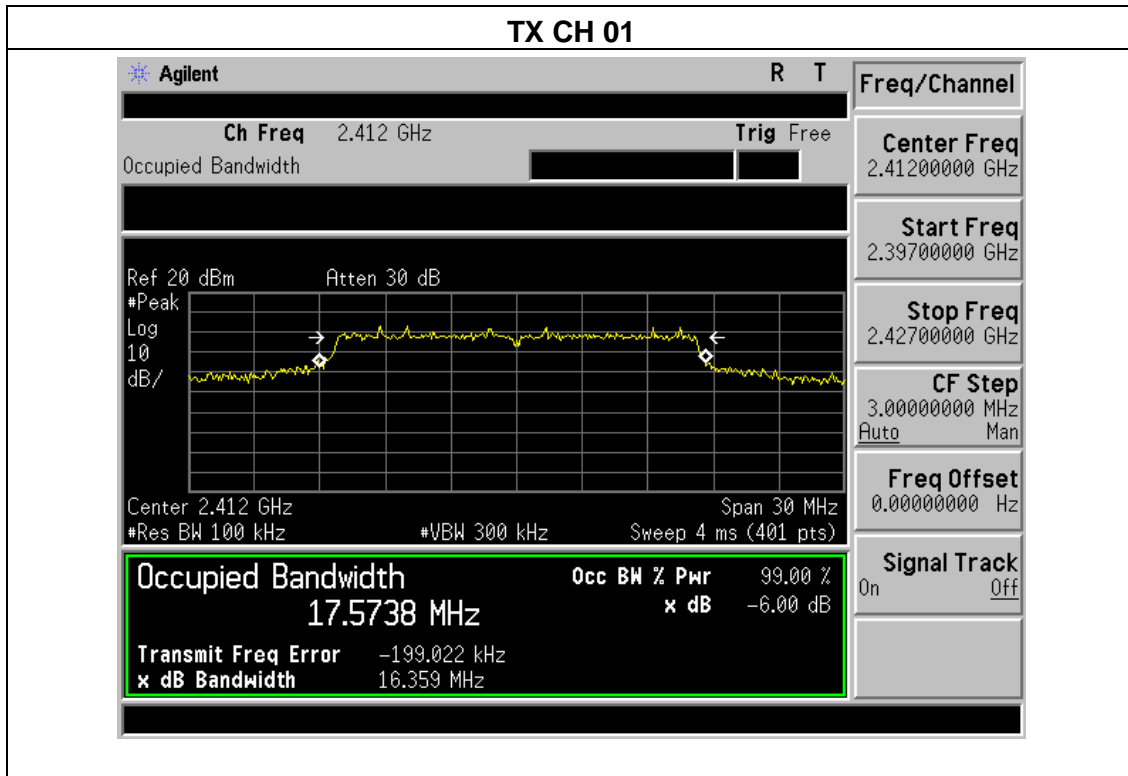 TX CH 01
Agilent R T
Ch Freq 2.412 GHz Trig Free
Occupied Bandwidth
Ref 20 dBm Atten 30 dB
#Peak
Log
10
dB/
Center 2.412 GHz Span 30 MHz
#Res BW 100 kHz #VBW 300 kHz Sweep 4 ms (401 pts)
Occupied Bandwidth Occ BW % Pwr 99.00 %
17.5738 MHz x dB -6.00 dB
Transmit Freq Error -199.022 kHz
x dB Bandwidth 16.359 MHz
Freq/Channel
Center Freq
2.41200000 GHz
Start Freq
2.39700000 GHz
Stop Freq
2.42700000 GHz
CF Step
3.00000000 MHz
Auto Man
Freq Offset
0.00000000 Hz
Signal Track
On Off